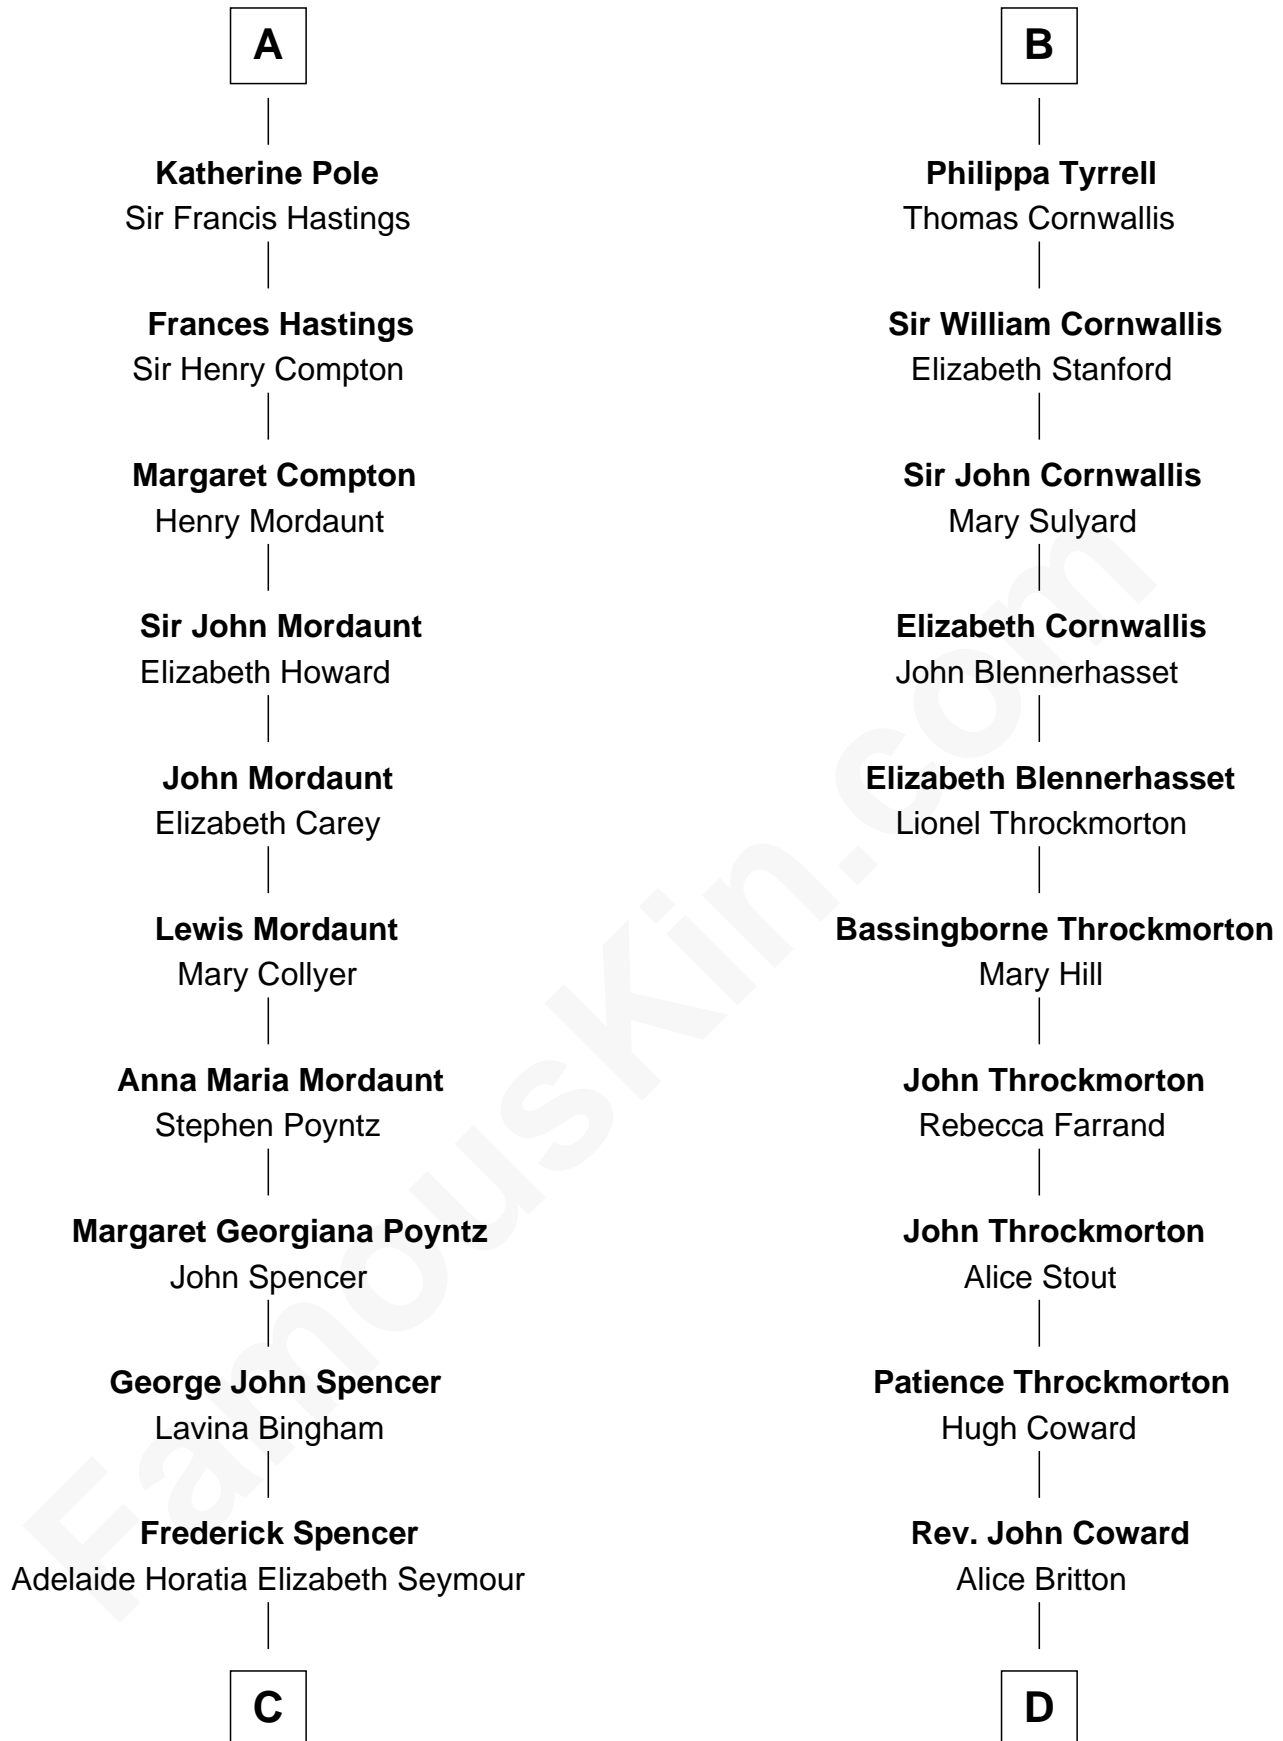 A
Katherine Pole
Sir Francis Hastings
Frances Hastings
Sir Henry Compton
Margaret Compton
Henry Mordaunt
Sir John Mordaunt
Elizabeth Howard
John Mordaunt
Elizabeth Carey
Lewis Mordaunt
Mary Collyer
Anna Maria Mordaunt
Stephen Poyntz
Margaret Georgiana Poyntz
John Spencer
George John Spencer
Lavina Bingham
Frederick Spencer
Adelaide Horatia Elizabeth Seymour
C
B
Philippa Tyrrell
Thomas Cornwallis
Sir William Cornwallis
Elizabeth Stanford
Sir John Cornwallis
Mary Sulyard
Elizabeth Cornwallis
John Blennerhasset
Elizabeth Blennerhasset
Lionel Throckmorton
Bassingborne Throckmorton
Mary Hill
John Throckmorton
Rebecca Farrand
John Throckmorton
Alice Stout
Patience Throckmorton
Hugh Coward
Rev. John Coward
Alice Britton
D
FamousKin.com